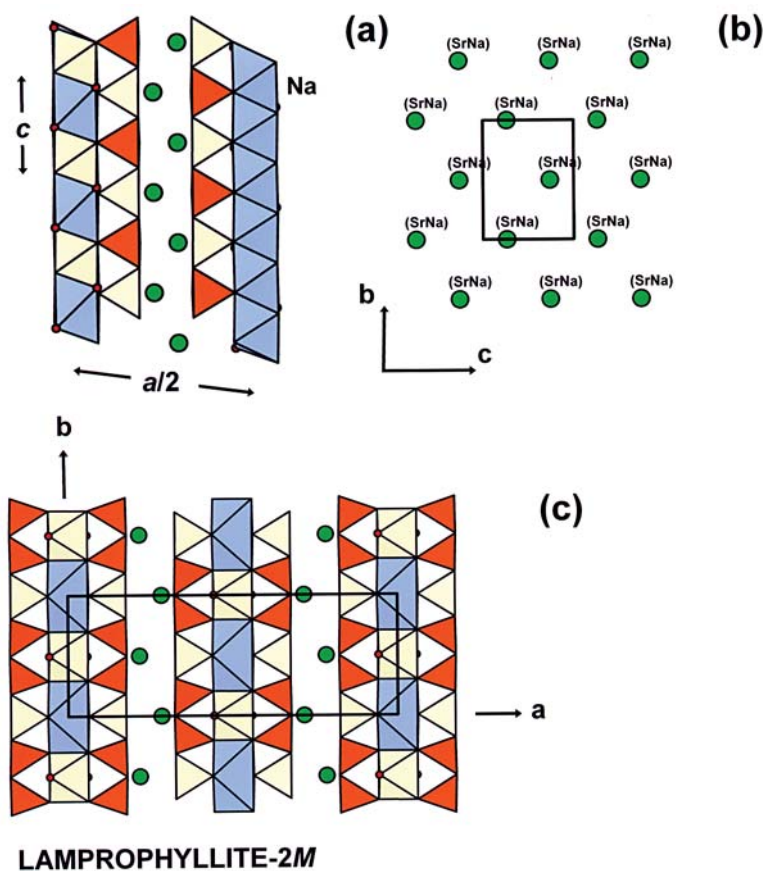 (a)
Na
c
a/2
(b)
(SrNa) (SrNa) (SrNa)
(SrNa) (SrNa) (SrNa)
(SrNa) (SrNa) (SrNa)
(SrNa) (SrNa) (SrNa)
(SrNa) (SrNa) (SrNa)
b
c
b
(c)
a
LAMPROPHYLLITE-2M